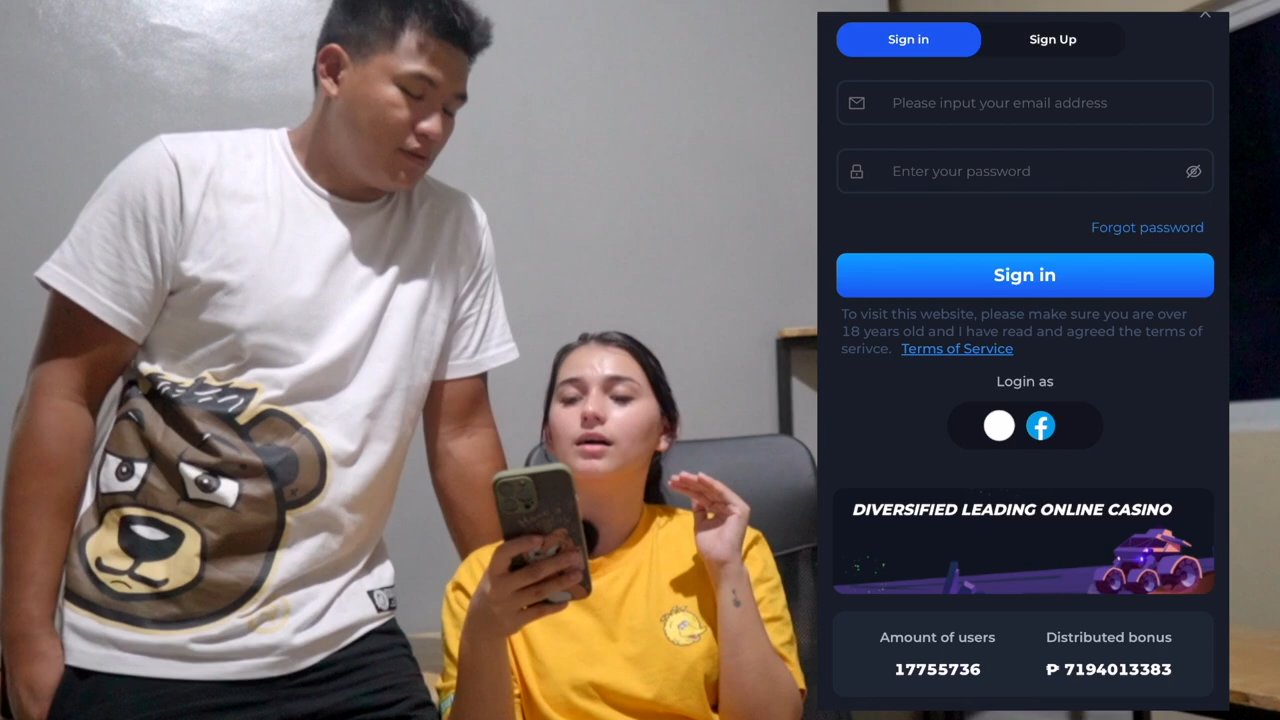 Sign in
Sign Up
Please input your email address
Enter your password
Forgot password
Sign in
To visit this website, please make sure you are over
18 years old and I have read and agreed the terms of
serivce. Terms of Service
Login as
DIVERSIFIED LEADING ONLINE CASINO
Amount of users
Distributed bonus
17755736
₱ 7194013383